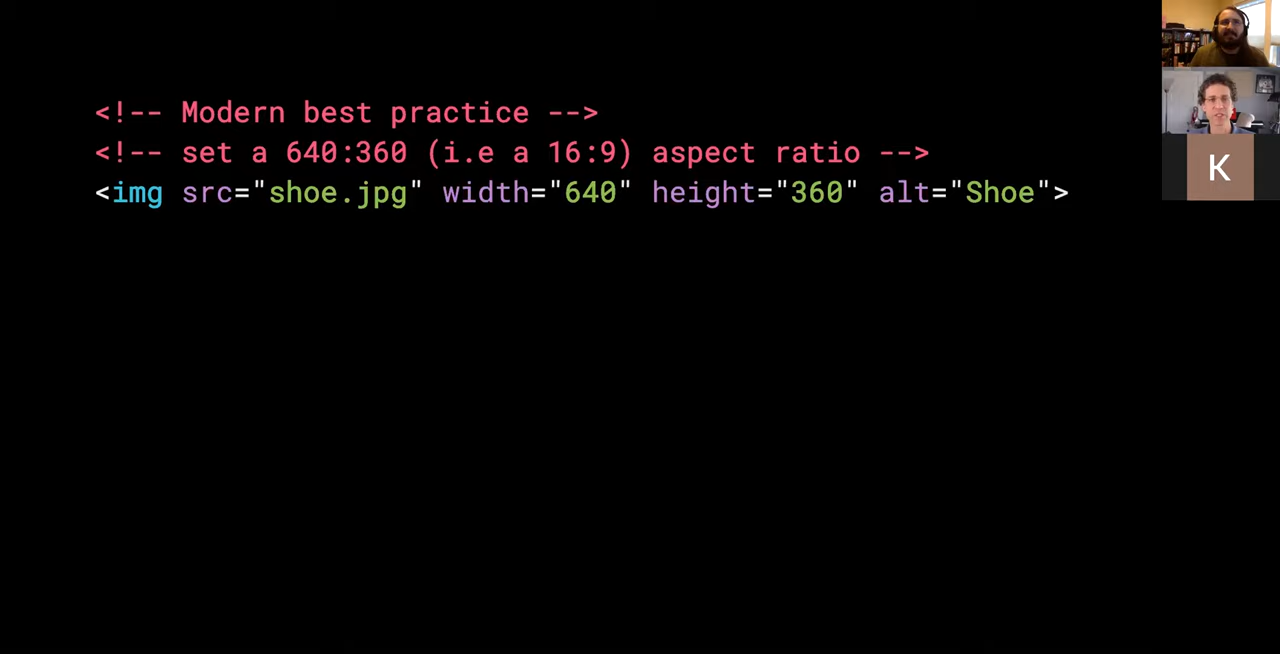 <!-- Modern best practice -->
<!-- set a 640:360 (i.e a 16:9) aspect ratio -->
<img src="shoe.jpg" width="640" height="360" alt="Shoe">
K